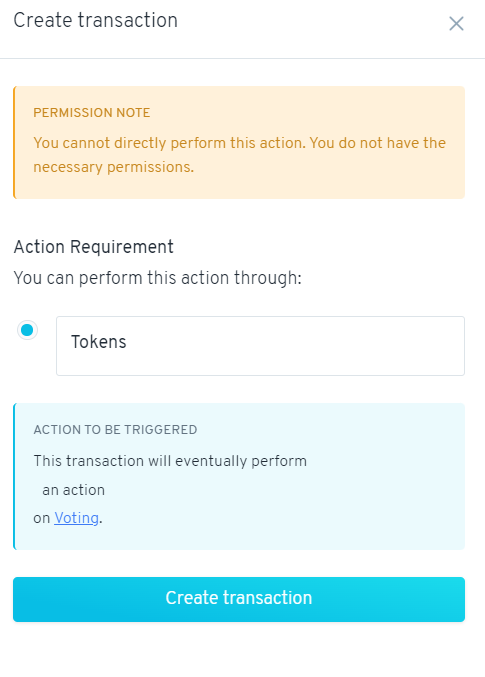 Create transaction
PERMISSION NOTE
You cannot directly perform this action. You do not have the
necessary permissions.
Action Requirement
You can perform this action through:
Tokens
ACTION TO BE TRIGGERED
This transaction will eventually perform
an action
on Voting.
Create transaction